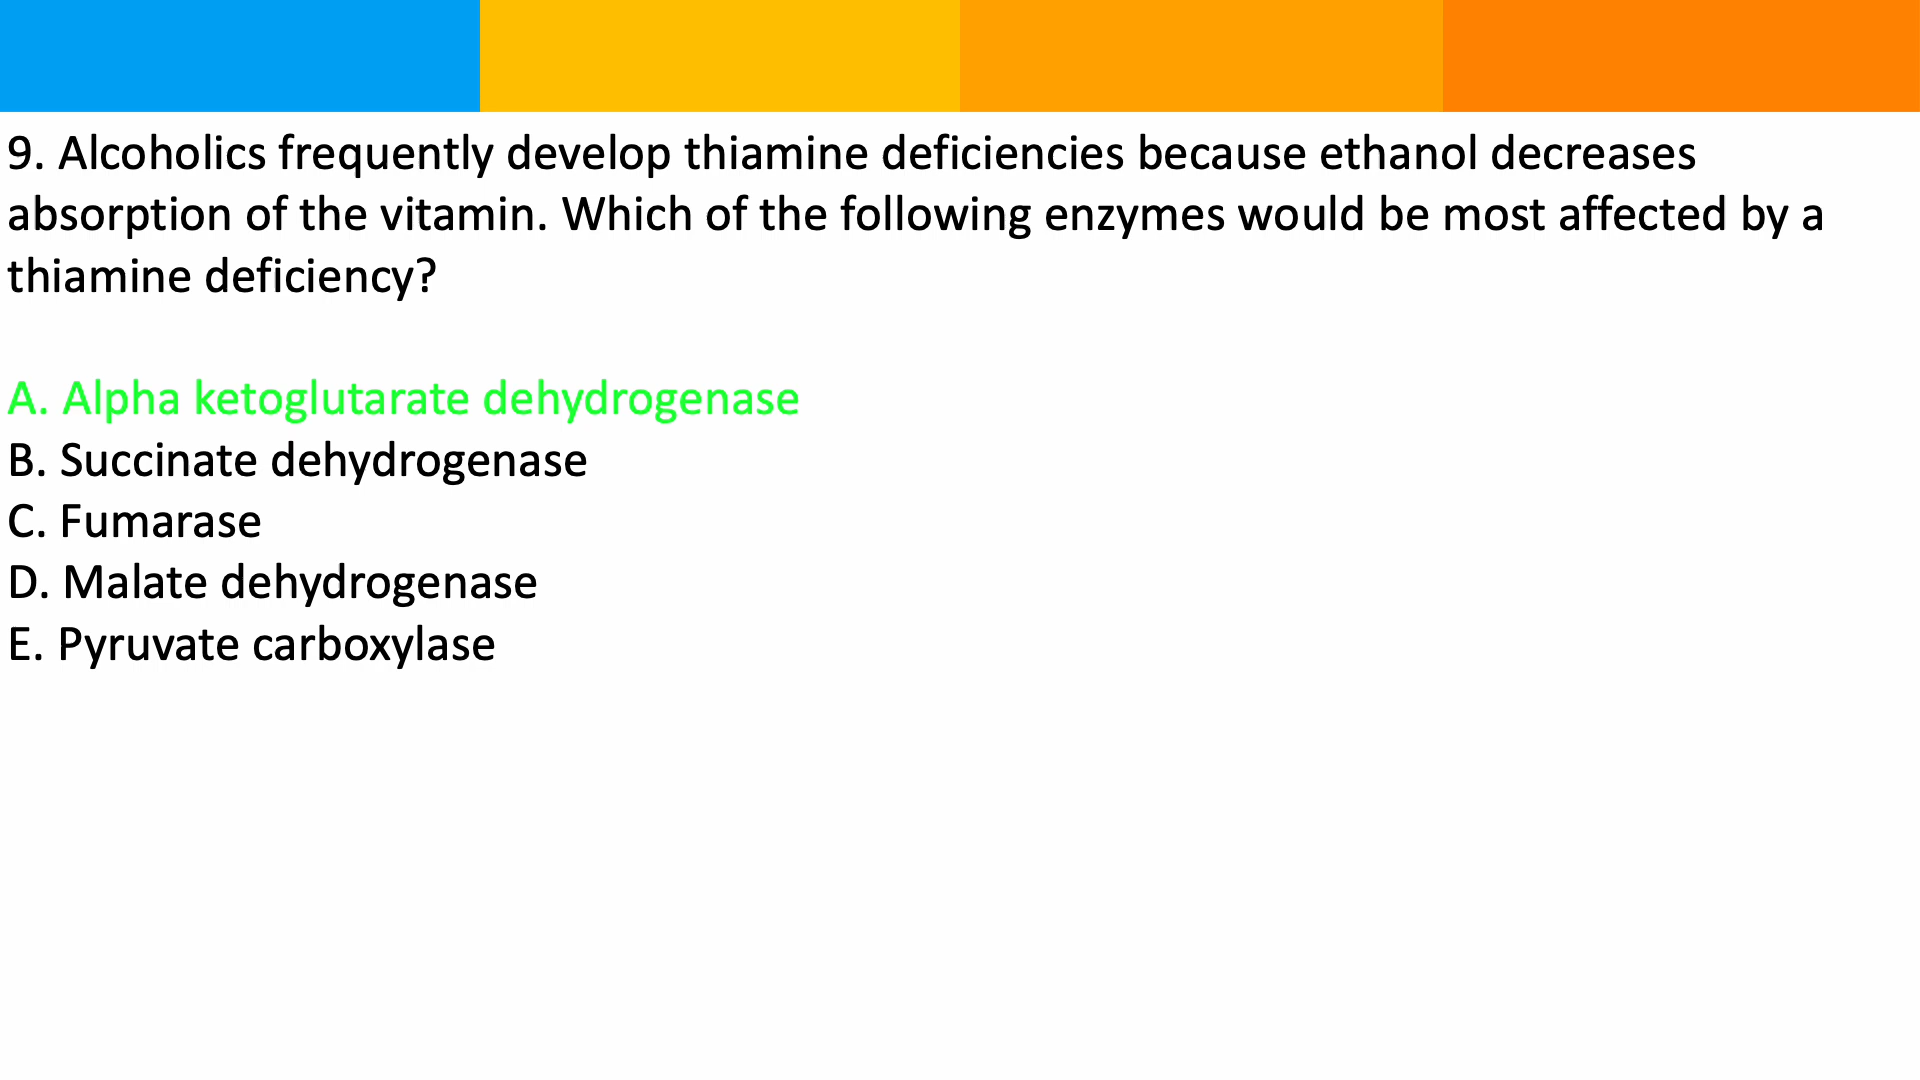 9. Alcoholics frequently develop thiamine deficiencies because ethanol decreases
absorption of the vitamin. Which of the following enzymes would be most affected by a
thiamine deficiency?
A. Alpha ketoglutarate dehydrogenase
B. Succinate dehydrogenase
C. Fumarase
D. Malate dehydrogenase
E. Pyruvate carboxylase